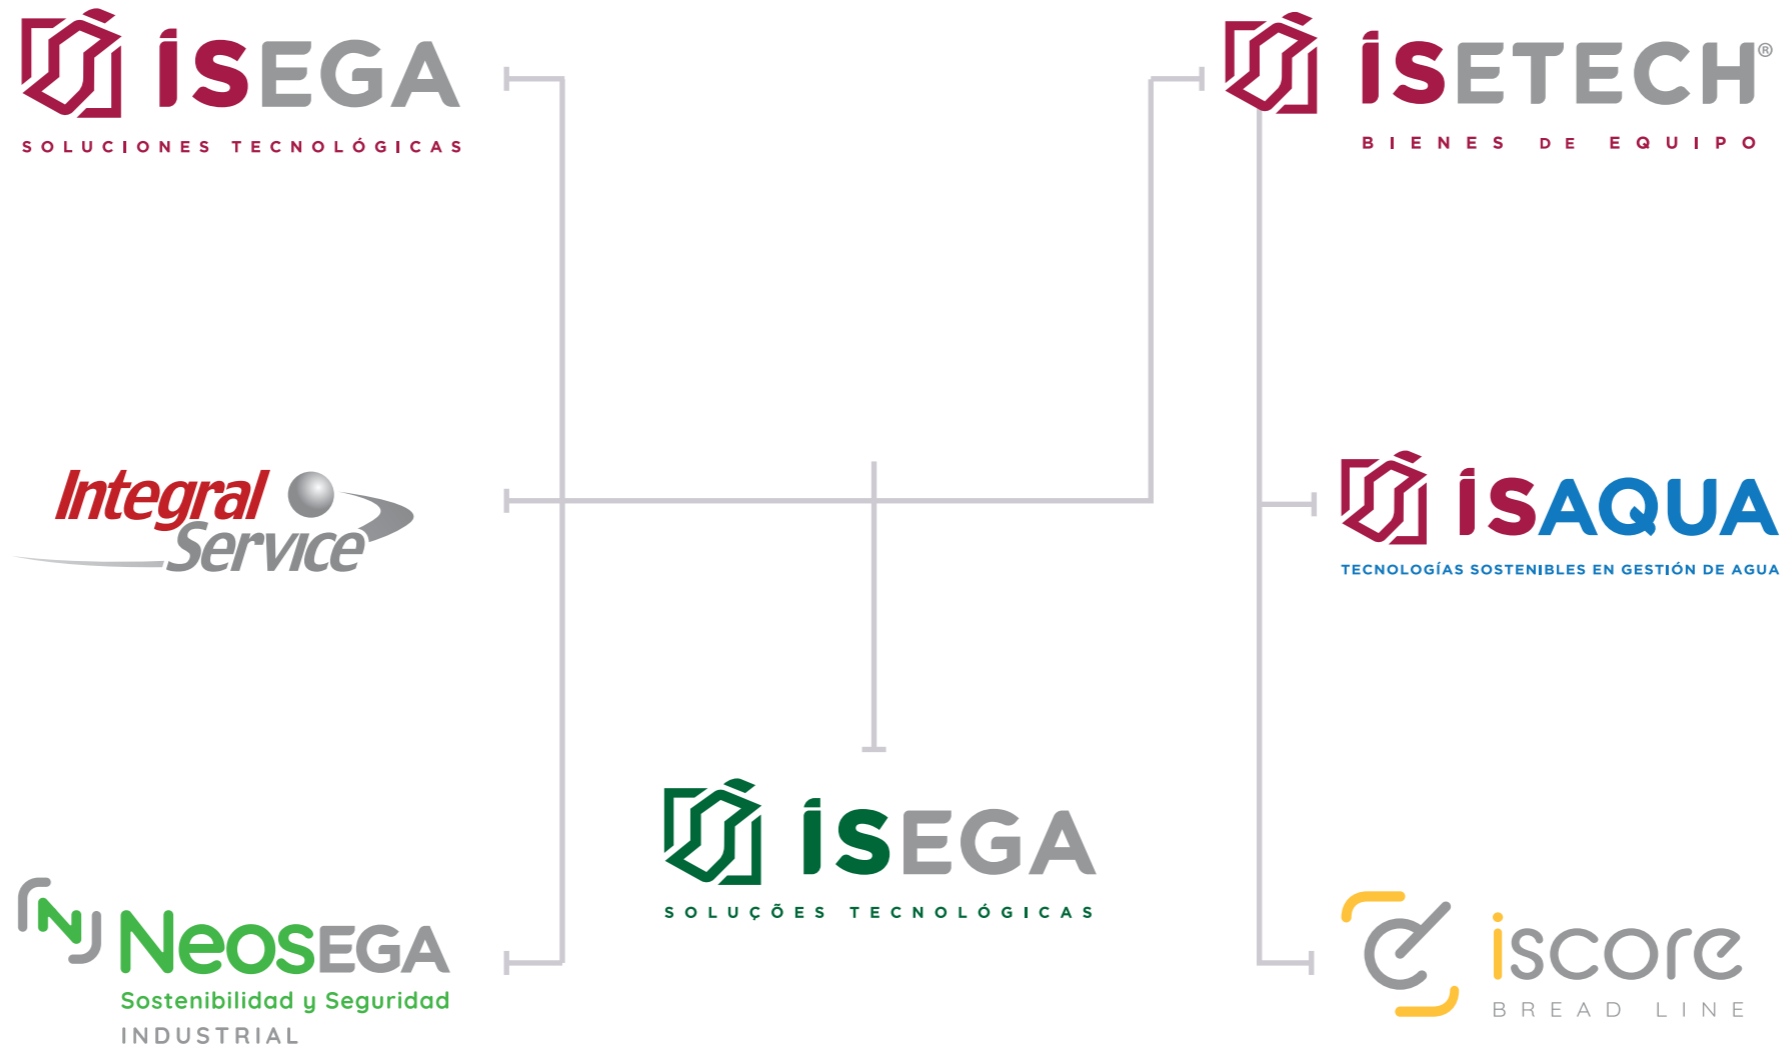 iSEGA
SOLUCIONES TECNOLÓGICAS
iSETECH®
BIENES DE EQUIPO
Integral
Service
iSAQUA
TECNOLOGÍAS SOSTENIBLES EN GESTIÓN DE AGUA
iSEGA
SOLUÇÕES TECNOLÓGICAS
NeosEGA
Sostenibilidad y Seguridad
INDUSTRIAL
iscore
BREAD LINE